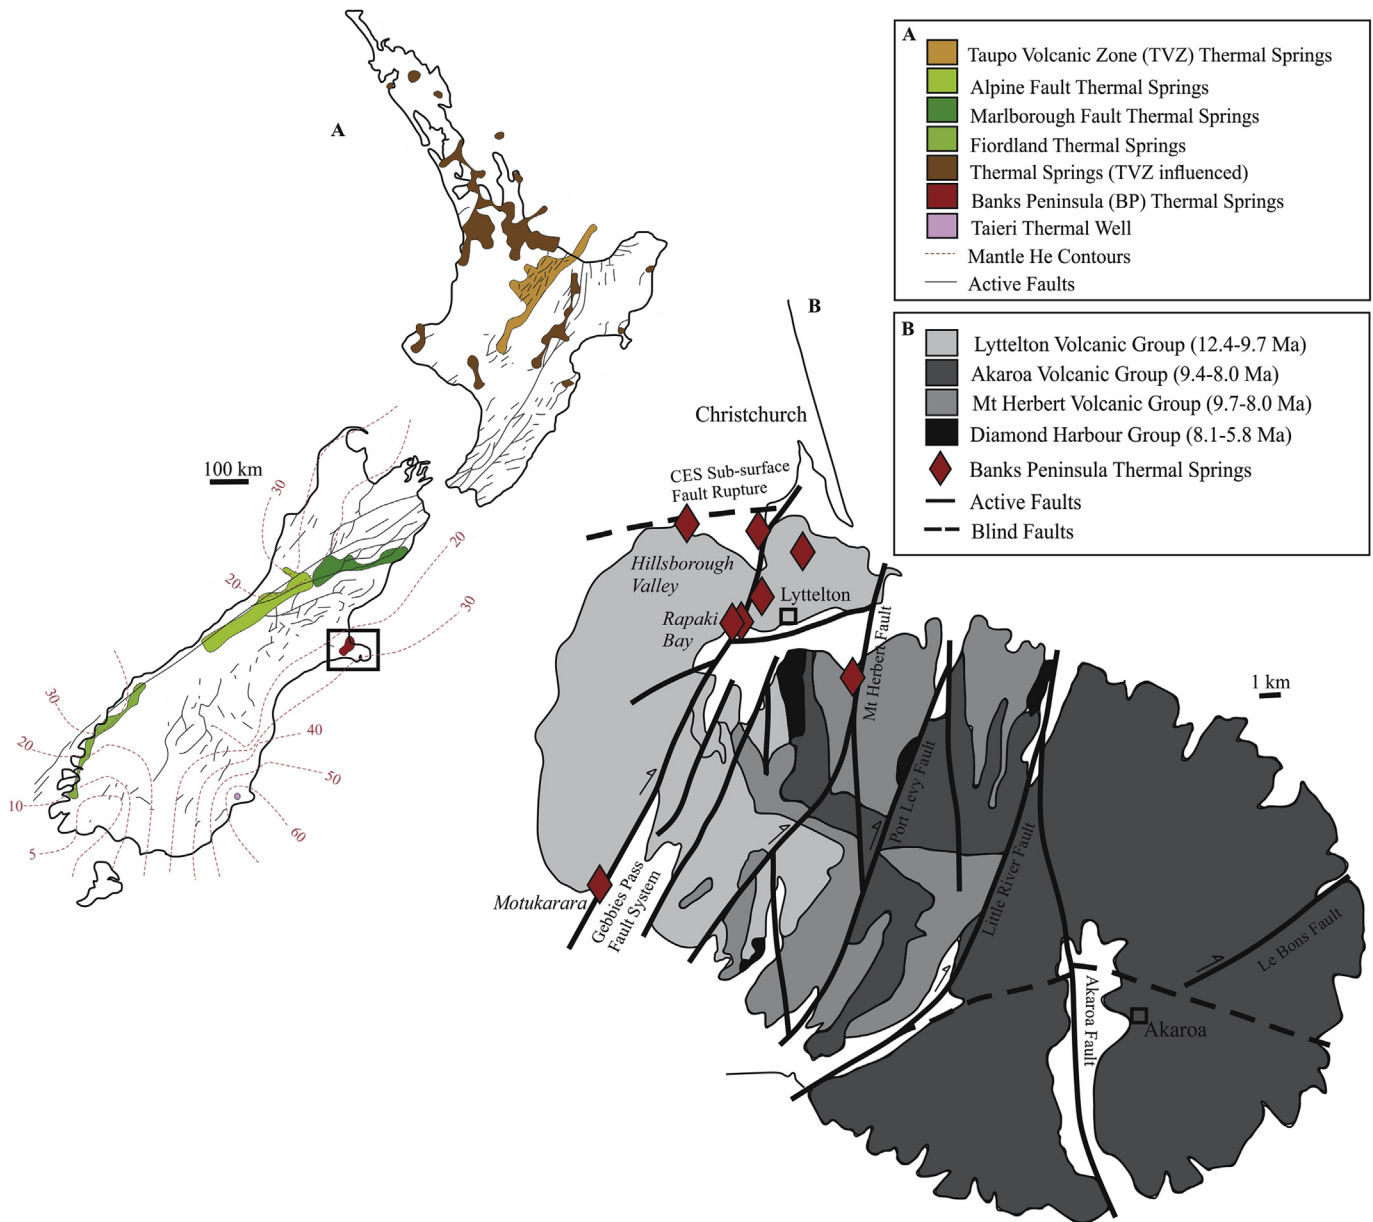 A
Taupo Volcanic Zone (TVZ) Thermal Springs
Alpine Fault Thermal Springs
Marlborough Fault Thermal Springs
Fiordland Thermal Springs
Thermal Springs (TVZ influenced)
Banks Peninsula (BP) Thermal Springs
Taieri Thermal Well
Mantle He Contours
Active Faults
B
Lyttelton Volcanic Group (12.4-9.7 Ma)
Akaroa Volcanic Group (9.4-8.0 Ma)
Mt Herbert Volcanic Group (9.7-8.0 Ma)
Diamond Harbour Group (8.1-5.8 Ma)
Banks Peninsula Thermal Springs
Active Faults
Blind Faults
A
100 km
30
20
20
30
30
20
10
5
40
50
60
B
Christchurch
CES Sub-surface
Fault Rupture
Hillsborough
Valley
Lyttelton
Rapaki
Bay
Mt Herbert Fault
1 km
Port Levy Fault
Little River Fault
Motukarara
Gebbies Pass
Fault System
Le Bons Fault
Akaroa Fault
Akaroa